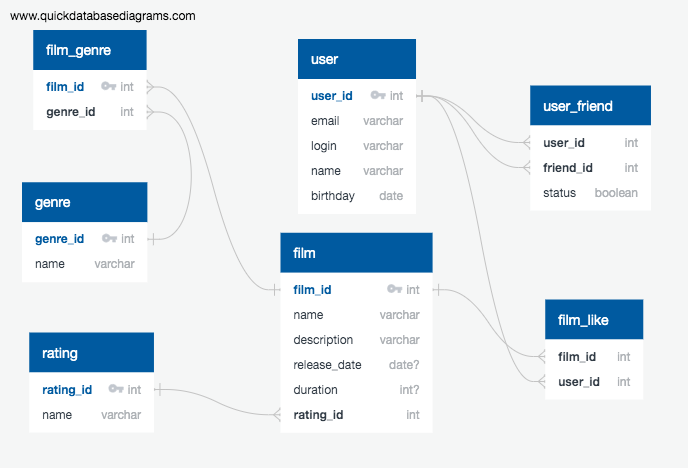 www.quickdatabasediagrams.com
film_genre
film_id int
genre_id int
user
user_id int
email varchar
login varchar
name varchar
birthday date
user_friend
user_id int
friend_id int
status boolean
genre
genre_id int
name varchar
film
film_id int
name varchar
description varchar
release_date date?
duration int?
rating_id int
film_like
film_id int
user_id int
rating
rating_id int
name varchar